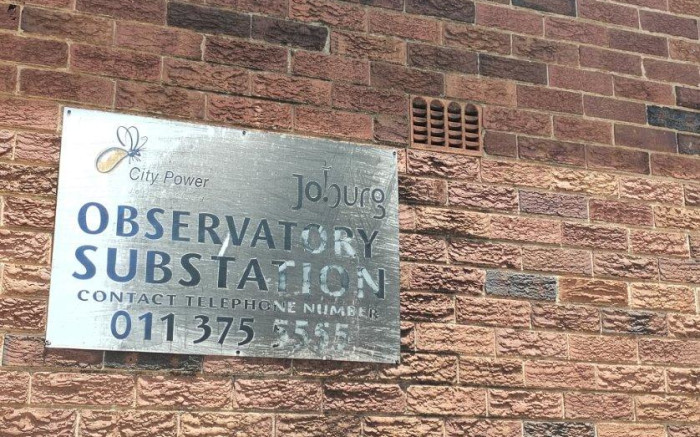 City Power
Joburg
OBSERVATORY
SUBSTATION
CONTACT TELEPHONE NUMBER
011 375 5555